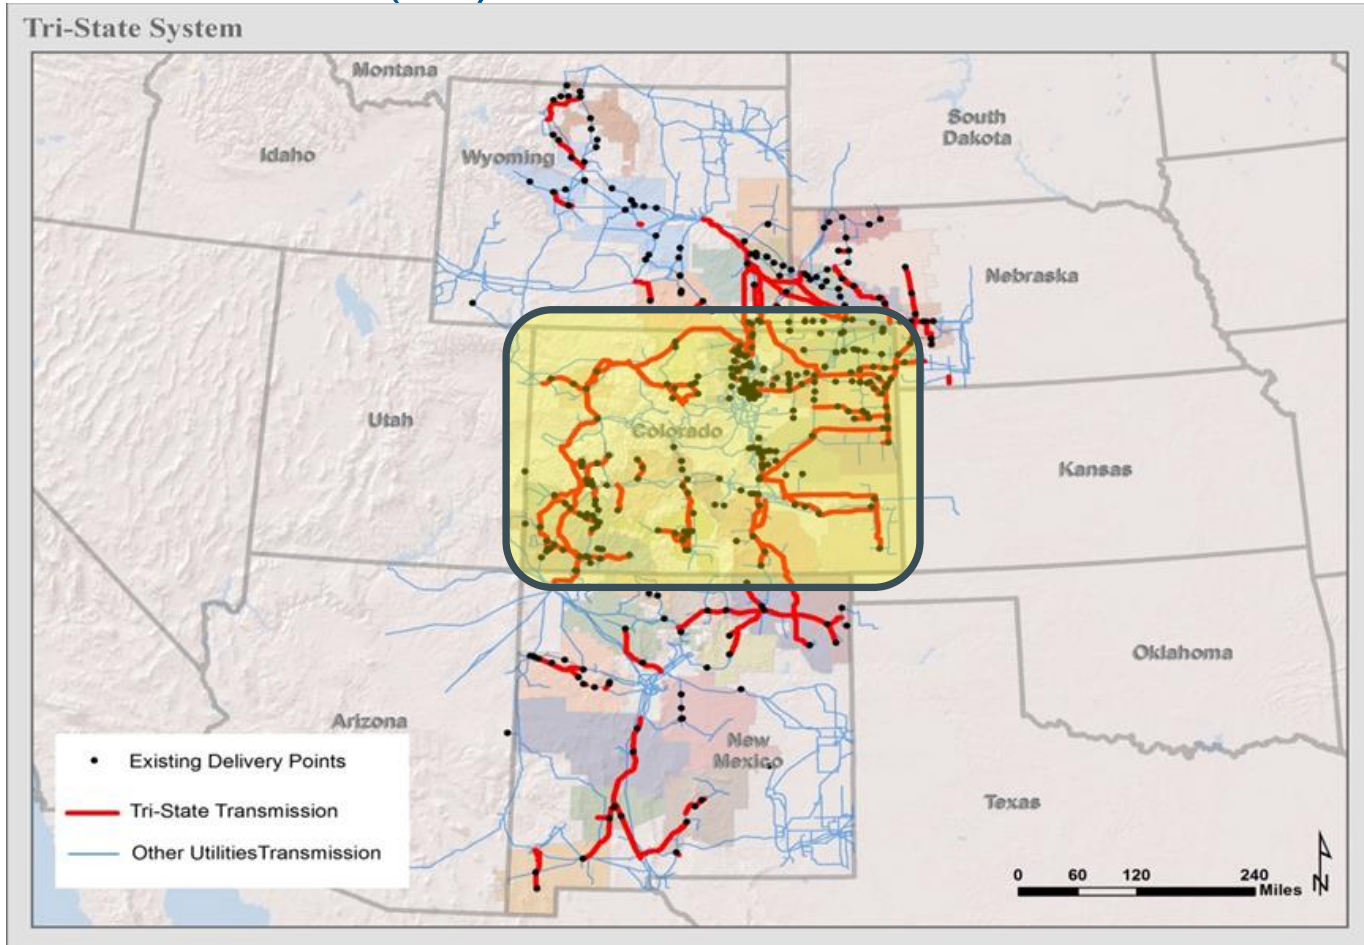 Tri-State System
Montana
South
Dakota
Idaho
Wyoming
Nebraska
Utah
Colorado
Kansas
Oklahoma
Arizona
New
Mexico
Texas
Existing Delivery Points
Tri-State Transmission
Other UtilitiesTransmission
0 60 120 240
Miles
N